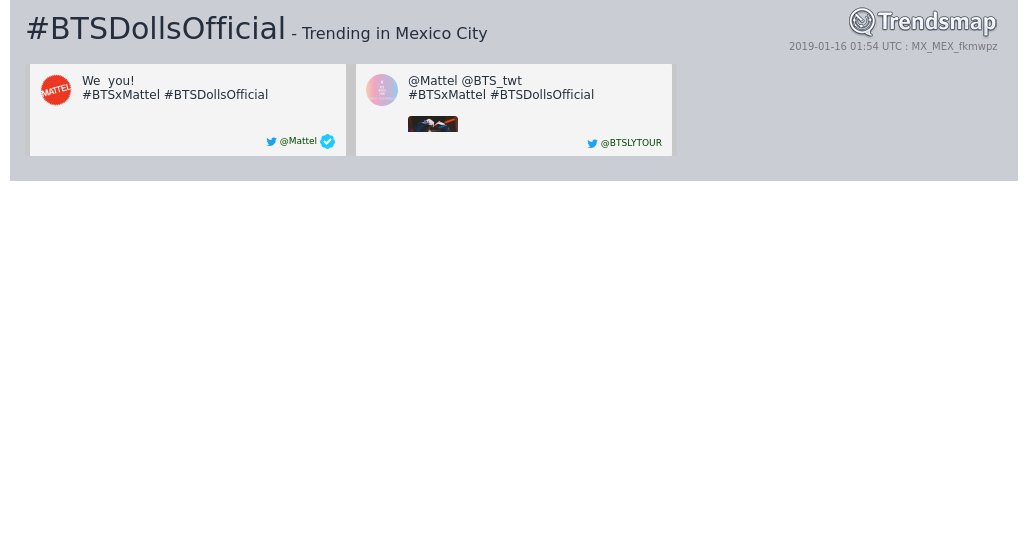 #BTSDollsOfficial - Trending in Mexico City
Trendsmap
2019-01-16 01:54 UTC : MX_MEX_fkmwpz
MATTEL
We you!
#BTSxMattel #BTSDollsOfficial
@Mattel
@Mattel @BTS_twt
#BTSxMattel #BTSDollsOfficial
@BTSLYTOUR